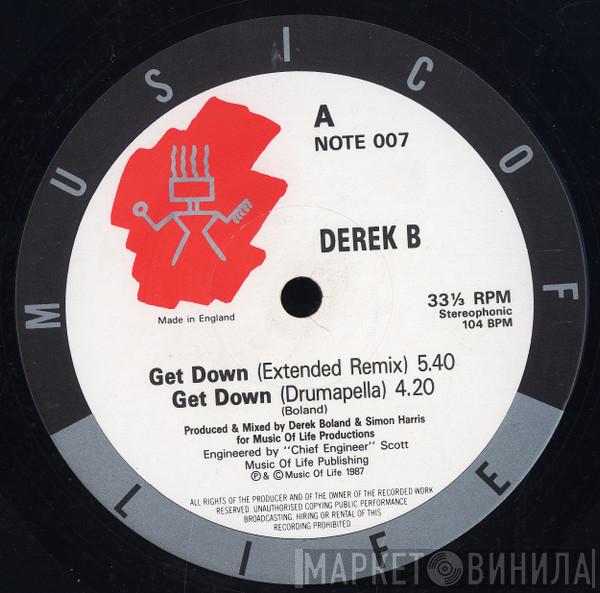 MUSIC OF LIFE
A
NOTE 007
DEREK B
Made in England
33⅓ RPM
Stereophonic
104 BPM
Get Down (Extended Remix) 5.40
Get Down (Drumapella) 4.20
(Boland)
Produced & Mixed by Derek Boland & Simon Harris
for Music Of Life Productions
Engineered by "Chief Engineer" Scott
Music Of Life Publishing
℗ & © Music Of Life 1987
ALL RIGHTS OF THE PRODUCER AND OF THE OWNER OF THE RECORDED WORK
RESERVED. UNAUTHORISED COPYING PUBLIC PERFORMANCE
BROADCASTING. HIRING OR RENTAL OF THIS
RECORDING PROHIBITED
МАРКЕТ ВИНИЛА